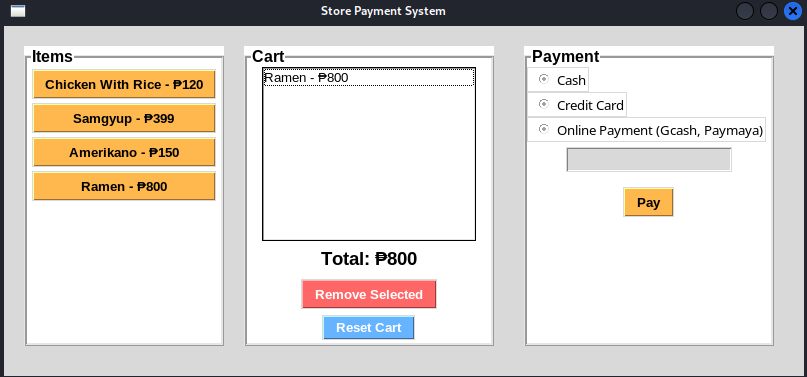 Store Payment System
Items
Chicken With Rice - ₱120
Samgyup - ₱399
Amerikano - ₱150
Ramen - ₱800
Cart
Ramen - ₱800
Total: ₱800
Remove Selected
Reset Cart
Payment
Cash
Credit Card
Online Payment (Gcash, Paymaya)
Pay